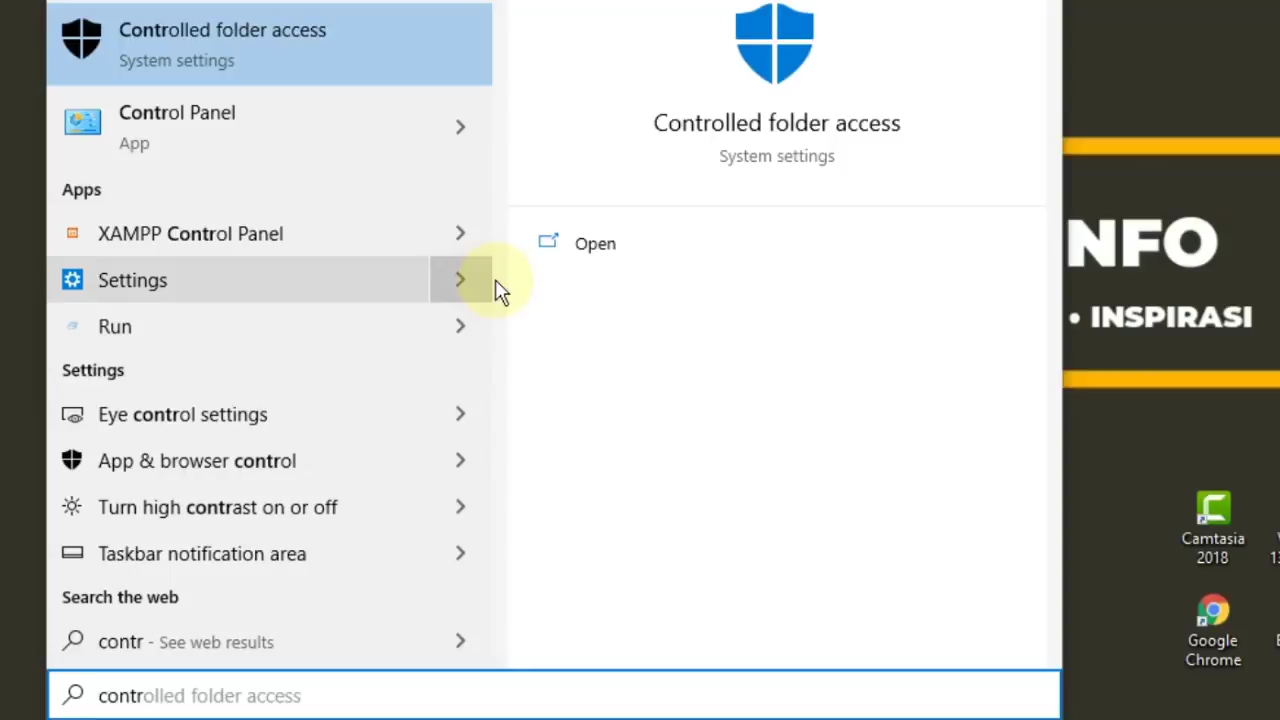 Controlled folder access
System settings
Control Panel
App
Apps
XAMPP Control Panel
Settings
Run
Settings
Eye control settings
App & browser control
Turn high contrast on or off
Taskbar notification area
Search the web
contr - See web results
controlled folder access
Controlled folder access
System settings
Open
NFO
• INSPIRASI
Camtasia
2018
Google
Chrome